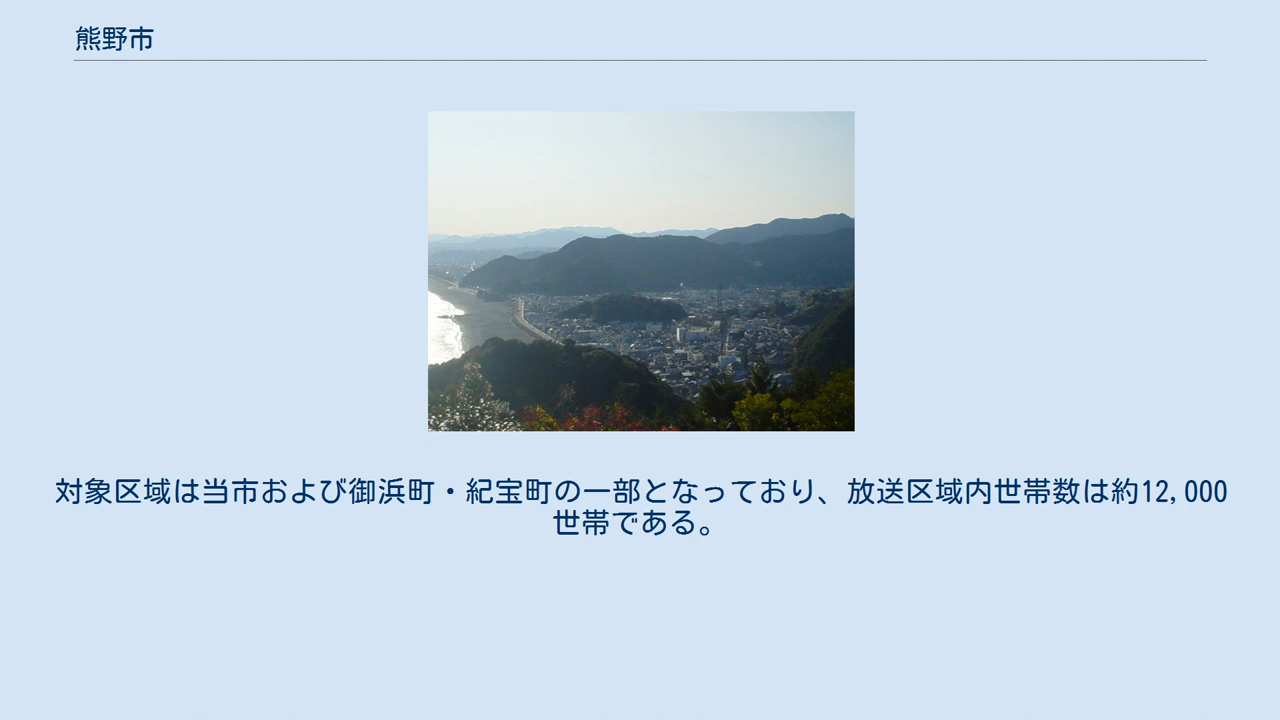 熊野市
対象区域は当市および御浜町・紀宝町の一部となっており、放送区域内世帯数は約12,000
世帯である。